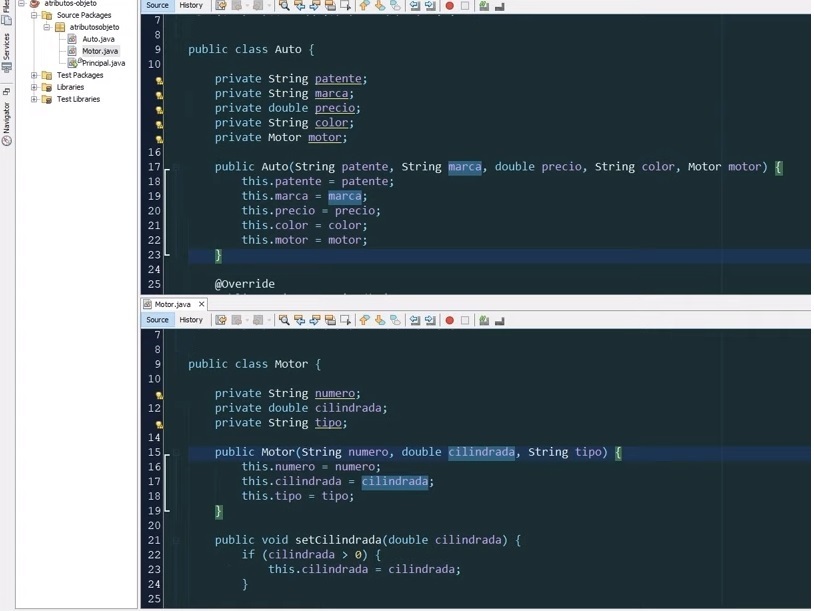 Files
Services
Navigator
atributos-objeto
Source Packages
atributosobjeto
Auto.java
Motor.java
Principal.java
Test Packages
Libraries
Test Libraries
Source History
7
8
9 public class Auto {
10
private String patente;
private String marca;
private double precio;
private String color;
private Motor motor;
16
17 public Auto(String patente, String marca, double precio, String color, Motor motor) {
18 this.patente = patente;
19 this.marca = marca;
20 this.precio = precio;
21 this.color = color;
22 this.motor = motor;
23 }
24
25 @Override
Motor.java
Source History
7
8
9 public class Motor {
10
private String numero;
12 private double cilindrada;
private String tipo;
14
15 public Motor(String numero, double cilindrada, String tipo) {
16 this.numero = numero;
17 this.cilindrada = cilindrada;
18 this.tipo = tipo;
19 }
20
21 public void setCilindrada(double cilindrada) {
22 if (cilindrada > 0) {
23 this.cilindrada = cilindrada;
24 }
25